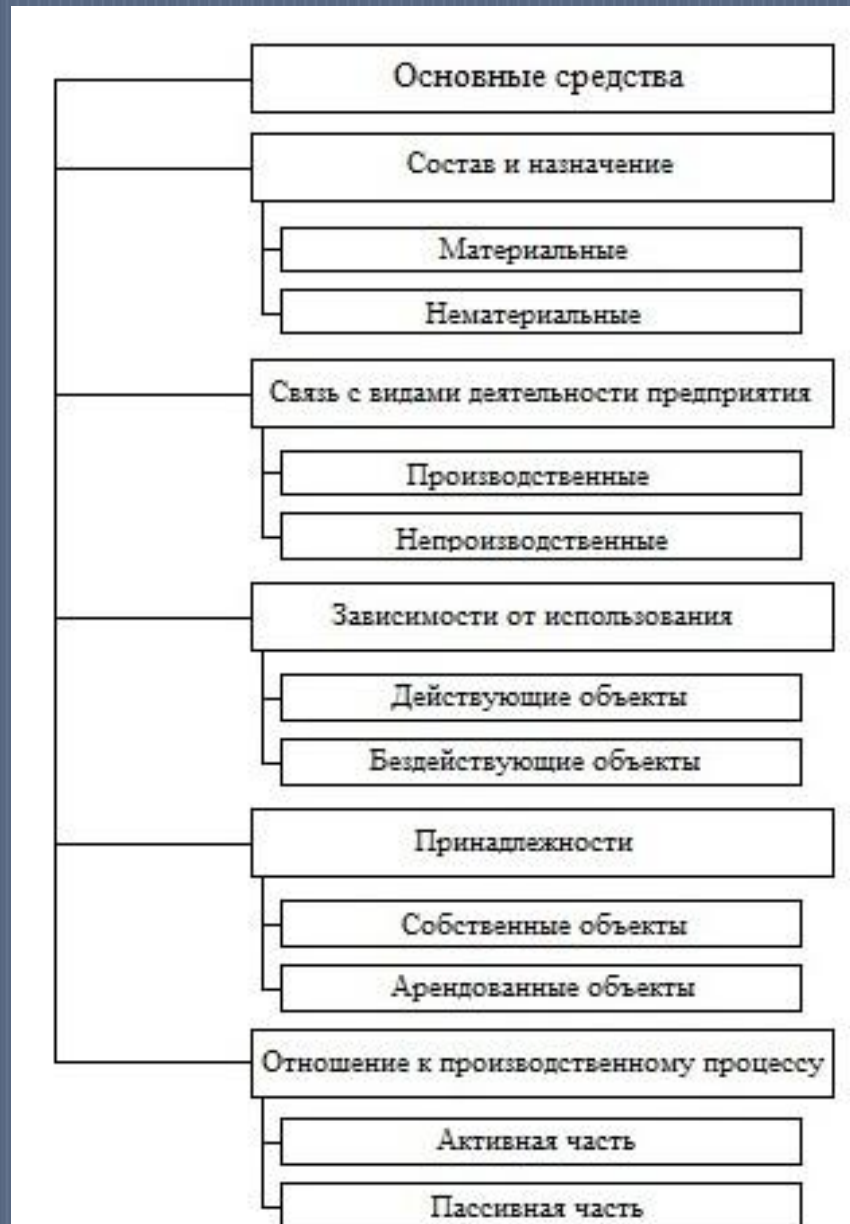 Основные средства
Состав и назначение
Материальные
Нематериальные
Связь с видами деятельности предприятия
Производственные
Непроизводственные
Зависимости от использования
Действующие объекты
Бездействующие объекты
Принадлежности
Собственные объекты
Арендованные объекты
Отношение к производственному процессу
Активная часть
Пассивная часть